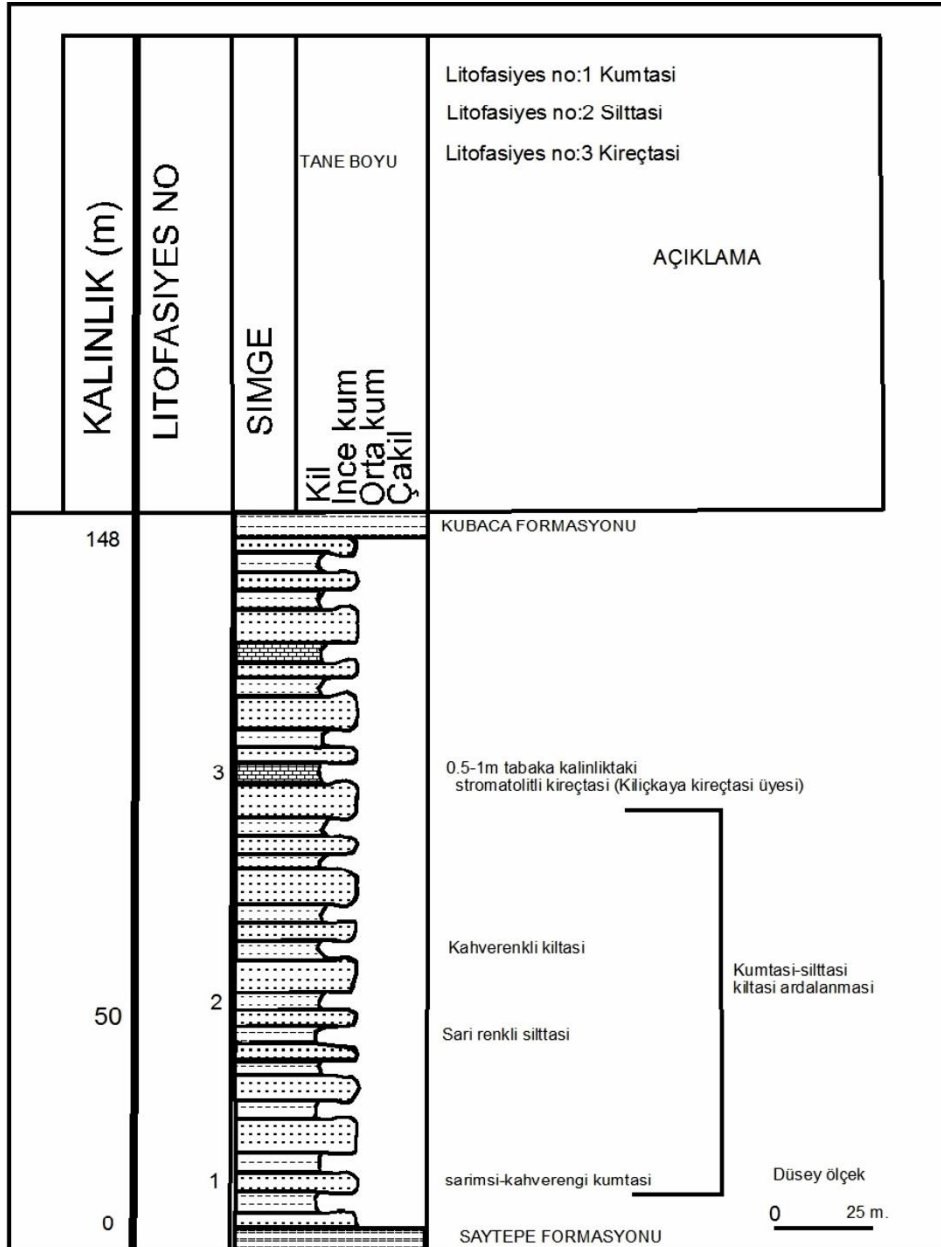 KALINLIK (m)
LITOFASIYES NO
SIMGE
TANE BOYU
Kil
Ince kum
Orta kum
Çakil
Litofasiyes no:1 Kumtasi
Litofasiyes no:2 Silttasi
Litofasiyes no:3 Kireçtasi
AÇIKLAMA
KUBACA FORMASYONU
148
3
0.5-1m tabaka kalinliktaki
stromatolitli kireçtasi (Kiliçkaya kireçtasi üyesi)
Kahverenkli kiltasi
Kumtasi-silttasi
kiltasi ardalanmasi
2
50
Sari renkli silttasi
1
sarimsi-kahverengi kumtasi
Düsey ölçek
0 25 m.
0
SAYTEPE FORMASYONU